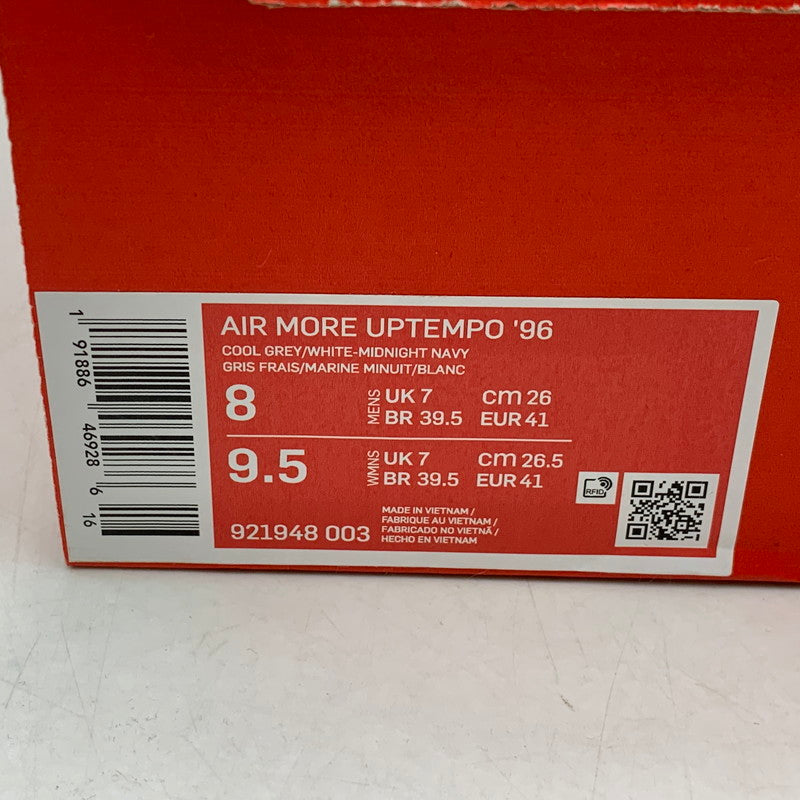 AIR MORE UPTEMPO '96
COOL GREY/WHITE-MIDNIGHT NAVY
GRIS FRAIS/MARINE MINUIT/BLANC
8 MENS UK 7 cm 26
BR 39.5 EUR 41
9.5 WMNS UK 7 cm 26.5
BR 39.5 EUR 41
921948 003
MADE IN VIETNAM /
FABRIQUE AU VIETNAM /
FABRICADO NO VIETNÃ /
HECHO EN VIETNAM
RFID
1 91886 46928 6 16